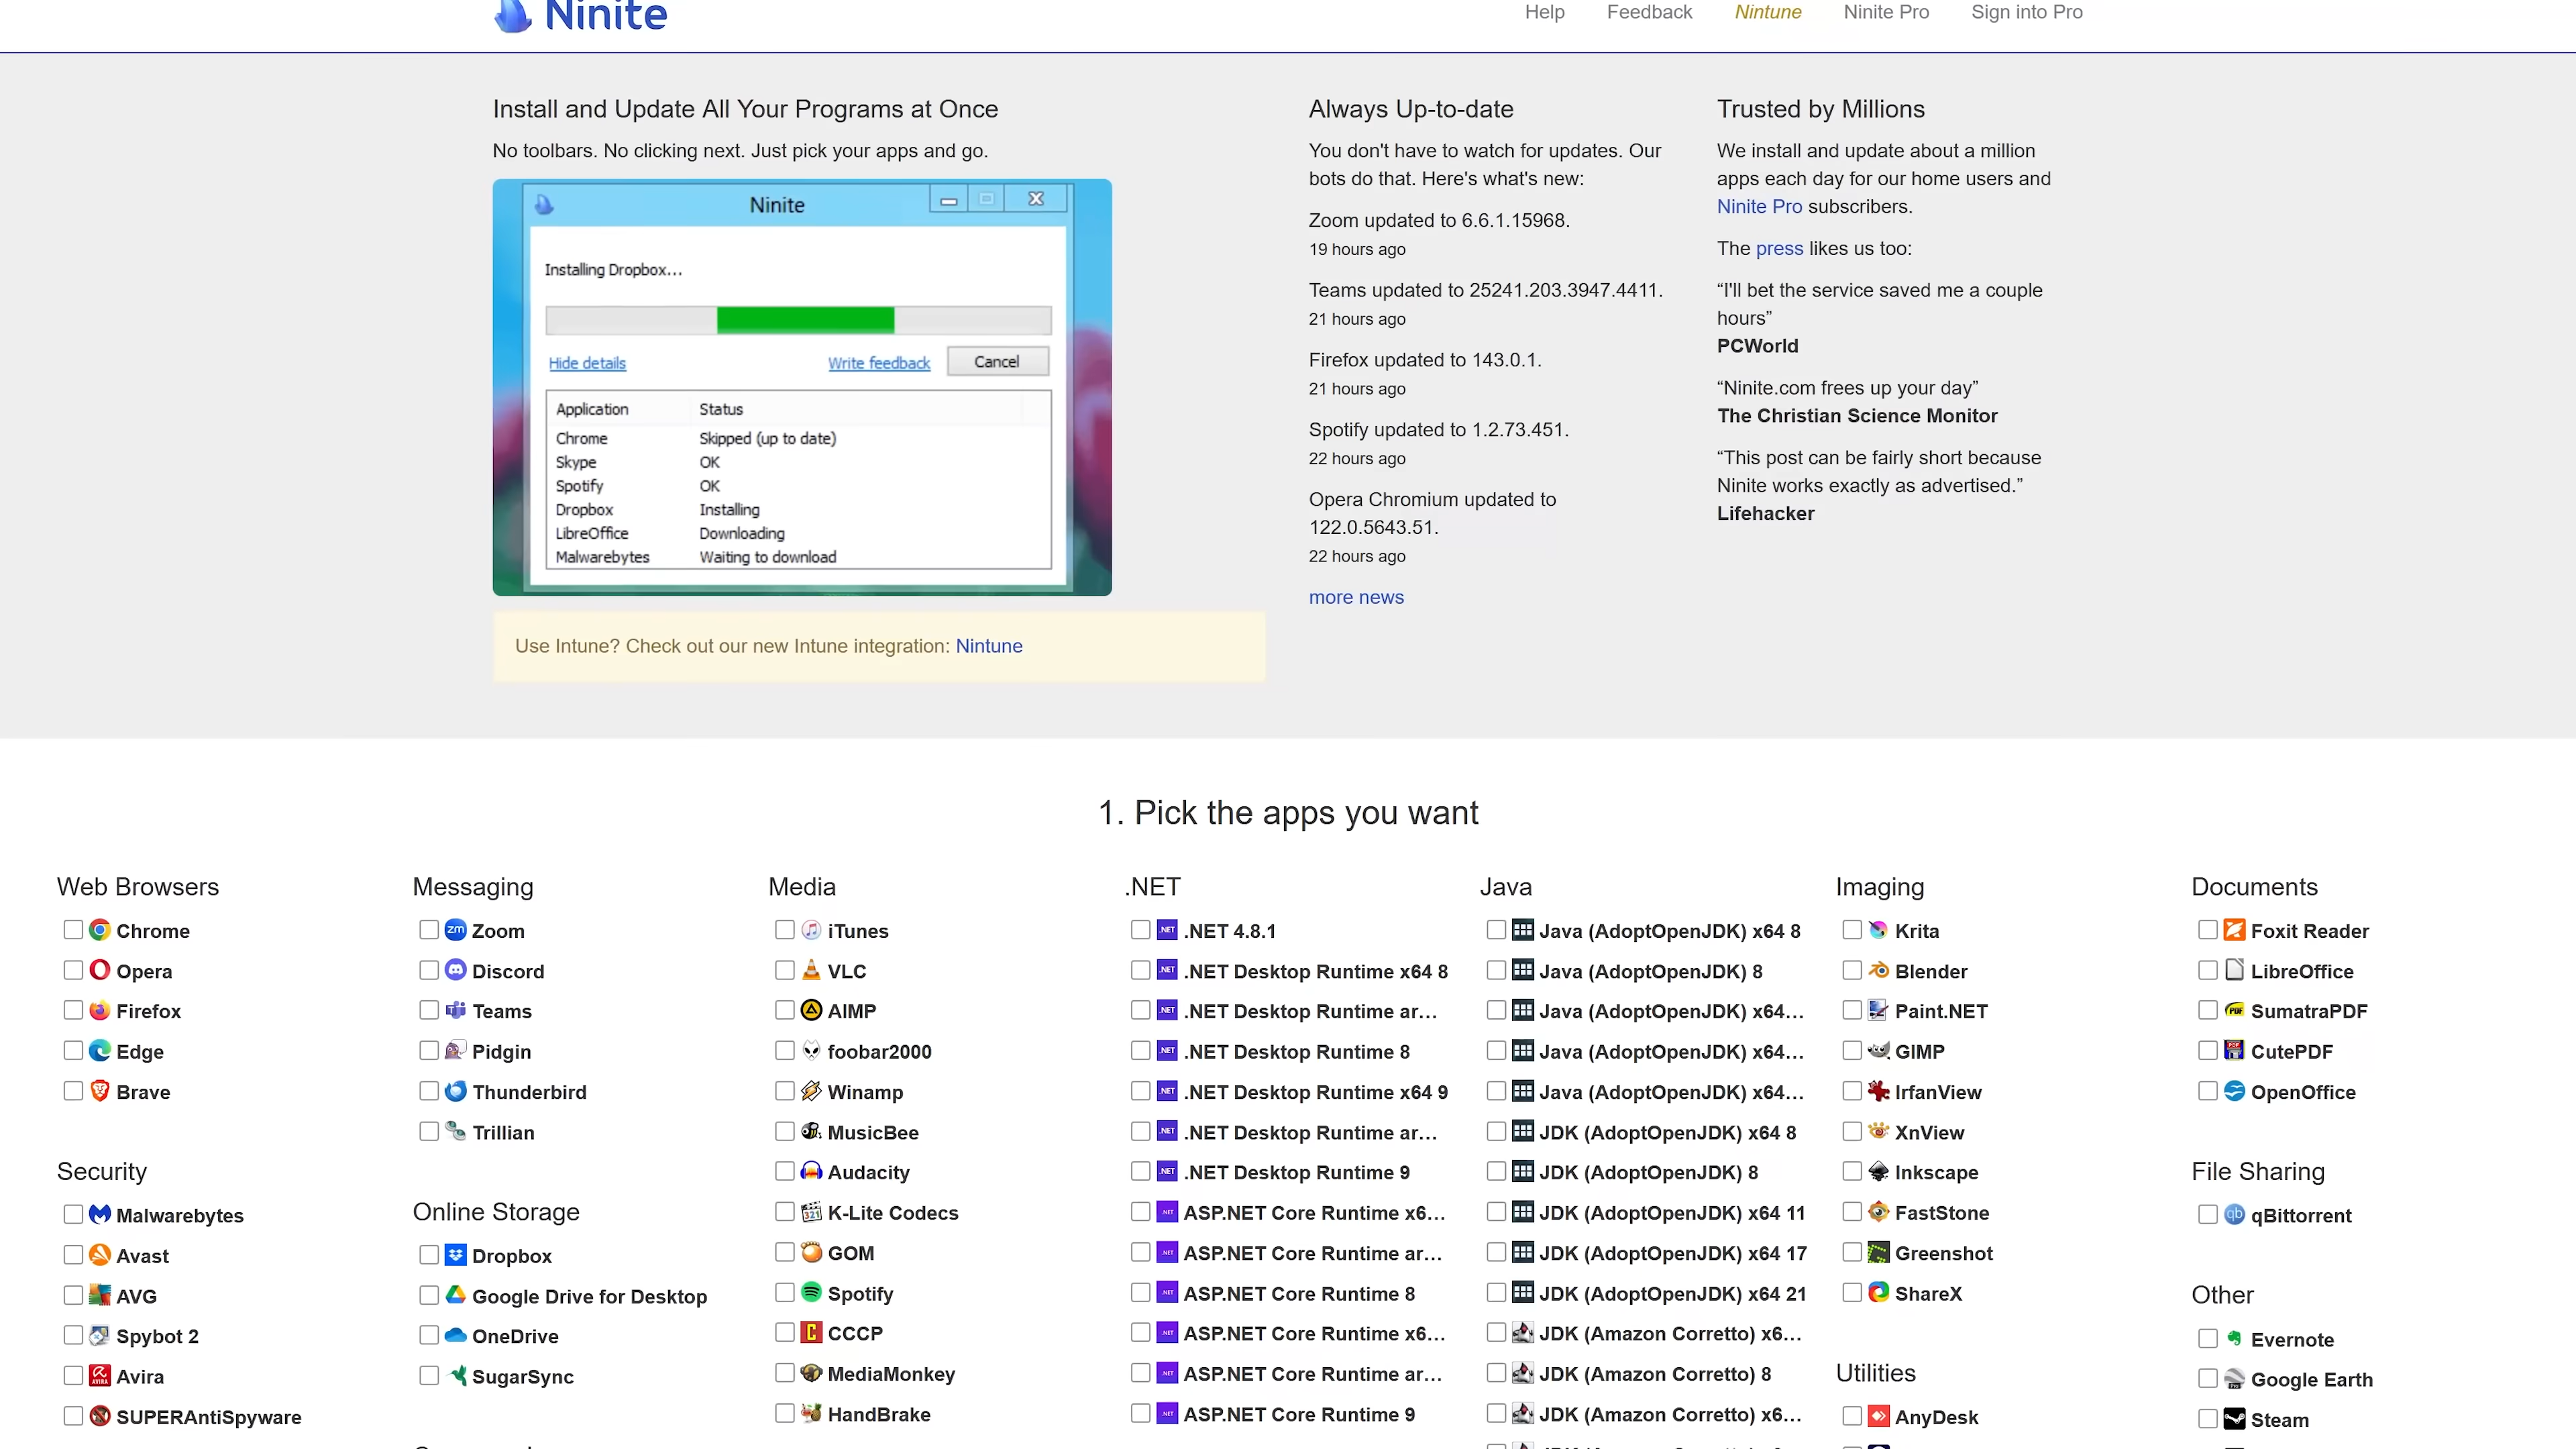 Ninite
Help
Feedback
Nintune
Ninite Pro
Sign into Pro
Install and Update All Your Programs at Once
No toolbars. No clicking next. Just pick your apps and go.
Ninite
Installing Dropbox...
Hide details
Write feedback
Cancel
Application Status
Chrome Skipped (up to date)
Skype OK
Spotify OK
Dropbox Installing
LibreOffice Downloading
Malwarebytes Waiting to download
Use Intune? Check out our new Intune integration: Nintune
Always Up-to-date
You don't have to watch for updates. Our
bots do that. Here's what's new:
Zoom updated to 6.6.1.15968.
19 hours ago
Teams updated to 25241.203.3947.4411.
21 hours ago
Firefox updated to 143.0.1.
21 hours ago
Spotify updated to 1.2.73.451.
22 hours ago
Opera Chromium updated to
122.0.5643.51.
22 hours ago
more news
Trusted by Millions
We install and update about a million
apps each day for our home users and
Ninite Pro subscribers.
The press likes us too:
“I'll bet the service saved me a couple
hours”
PCWorld
“Ninite.com frees up your day”
The Christian Science Monitor
“This post can be fairly short because
Ninite works exactly as advertised.”
Lifehacker
1. Pick the apps you want
Web Browsers
Chrome
Opera
Firefox
Edge
Brave
Security
Malwarebytes
Avast
AVG
Spybot 2
Avira
SUPERAntiSpyware
Messaging
Zoom
Discord
Teams
Pidgin
Thunderbird
Trillian
Online Storage
Dropbox
Google Drive for Desktop
OneDrive
SugarSync
Media
iTunes
VLC
AIMP
foobar2000
Winamp
MusicBee
Audacity
K-Lite Codecs
GOM
Spotify
CCCP
MediaMonkey
HandBrake
.NET
.NET 4.8.1
.NET Desktop Runtime x64 8
.NET Desktop Runtime ar...
.NET Desktop Runtime 8
.NET Desktop Runtime x64 9
.NET Desktop Runtime ar...
.NET Desktop Runtime 9
ASP.NET Core Runtime x6...
ASP.NET Core Runtime ar...
ASP.NET Core Runtime 8
ASP.NET Core Runtime x6...
ASP.NET Core Runtime ar...
ASP.NET Core Runtime 9
Java
Java (AdoptOpenJDK) x64 8
Java (AdoptOpenJDK) 8
Java (AdoptOpenJDK) x64...
Java (AdoptOpenJDK) x64...
Java (AdoptOpenJDK) x64...
JDK (AdoptOpenJDK) x64 8
JDK (AdoptOpenJDK) 8
JDK (AdoptOpenJDK) x64 11
JDK (AdoptOpenJDK) x64 17
JDK (AdoptOpenJDK) x64 21
JDK (Amazon Corretto) x6...
JDK (Amazon Corretto) 8
JDK (Amazon Corretto) x6...
Imaging
Krita
Blender
Paint.NET
GIMP
IrfanView
XnView
Inkscape
FastStone
Greenshot
ShareX
Utilities
AnyDesk
Documents
Foxit Reader
LibreOffice
SumatraPDF
CutePDF
OpenOffice
File Sharing
qBittorrent
Other
Evernote
Google Earth
Steam